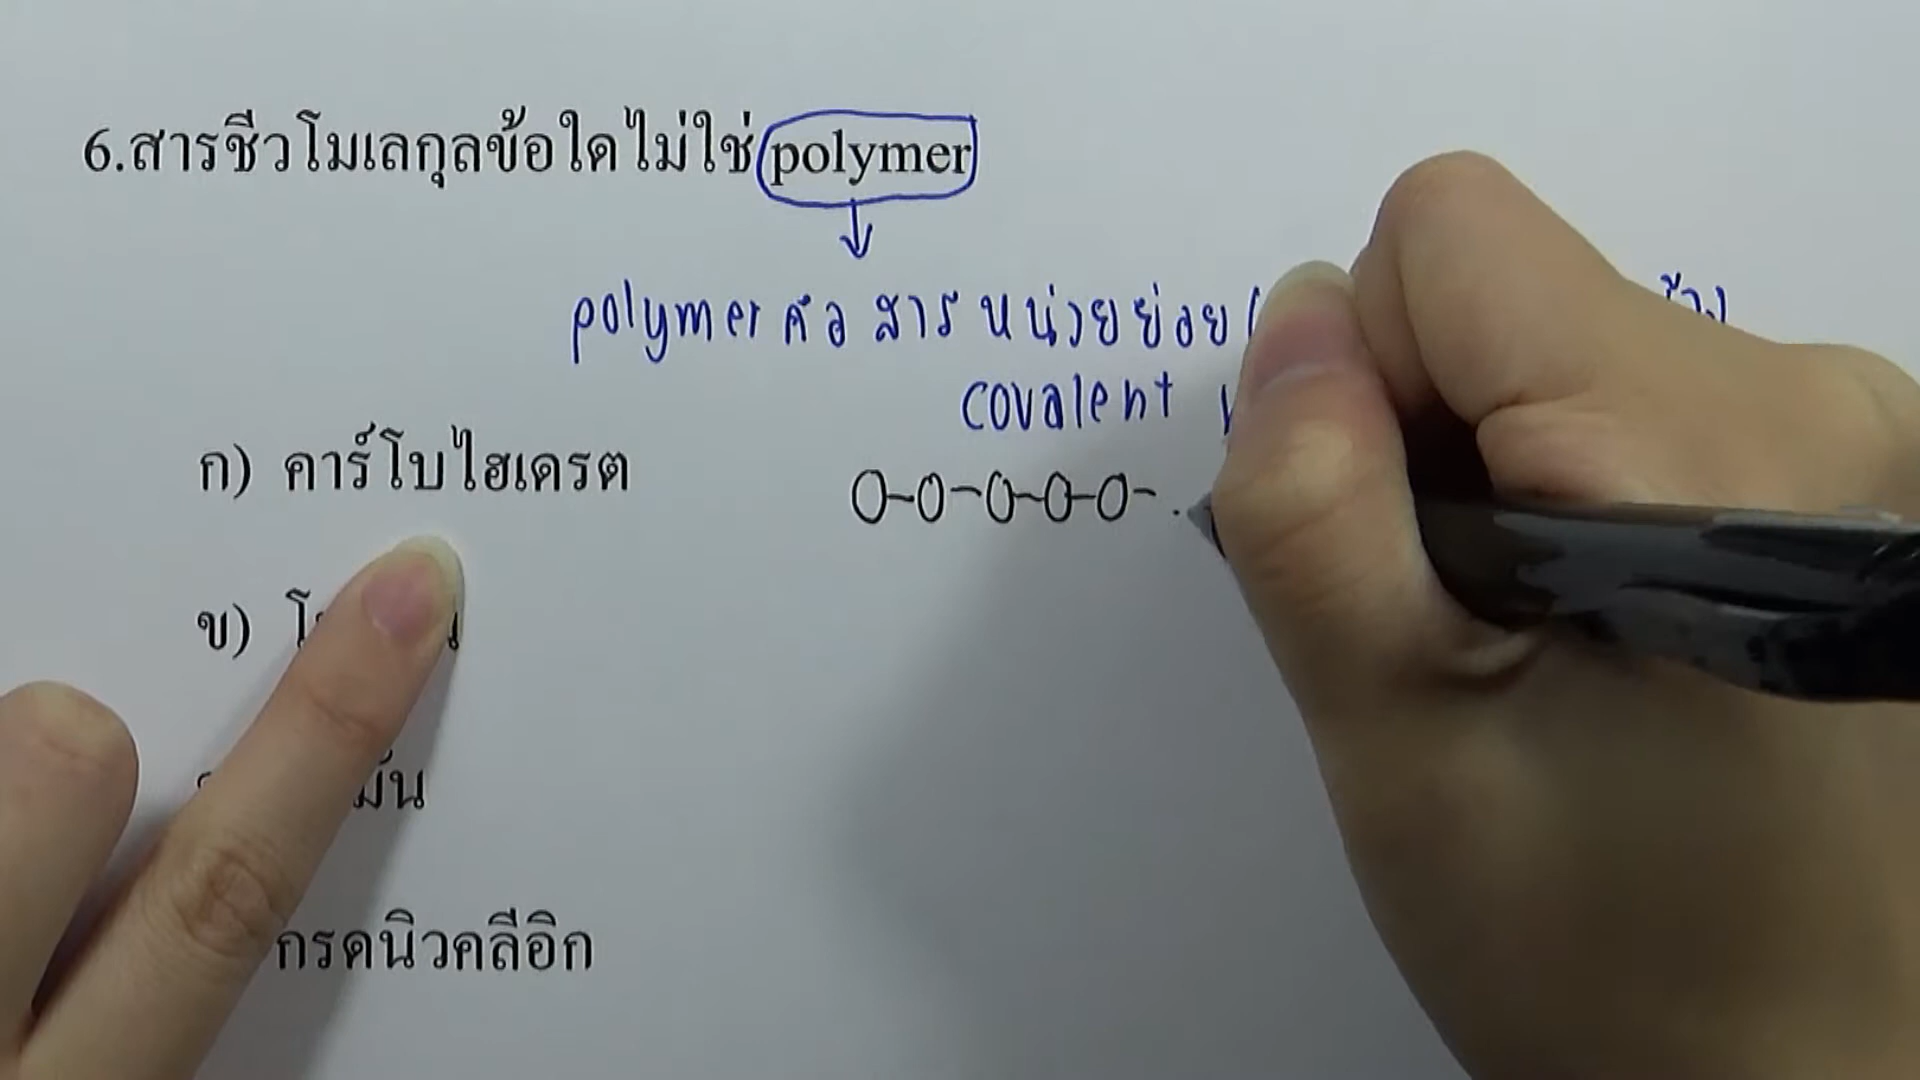 6.สารชีวโมเลกุลข้อใดไม่ใช่ polymer
polymer คือ สาร หน่วยย่อย
covalent
ก) คาร์โบไฮเดรต
ข)
กรดนิวคลีอิก